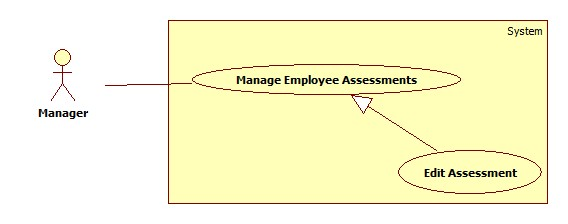 System
Manage Employee Assessments
Manager
Edit Assessment